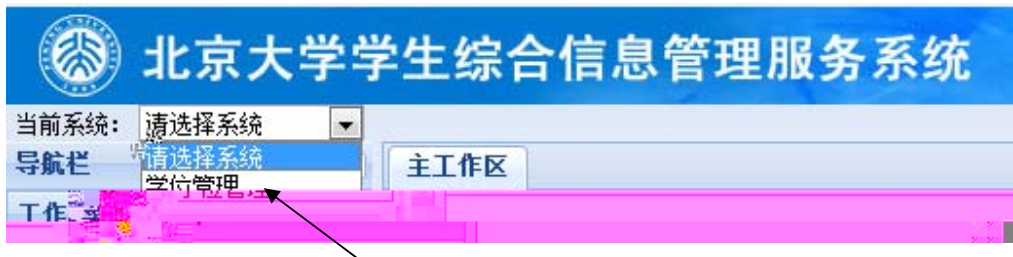 北京大学学生综合信息管理服务系统
当前系统： 请选择系统
导航栏 请选择系统 主工作区
学位管理
工作